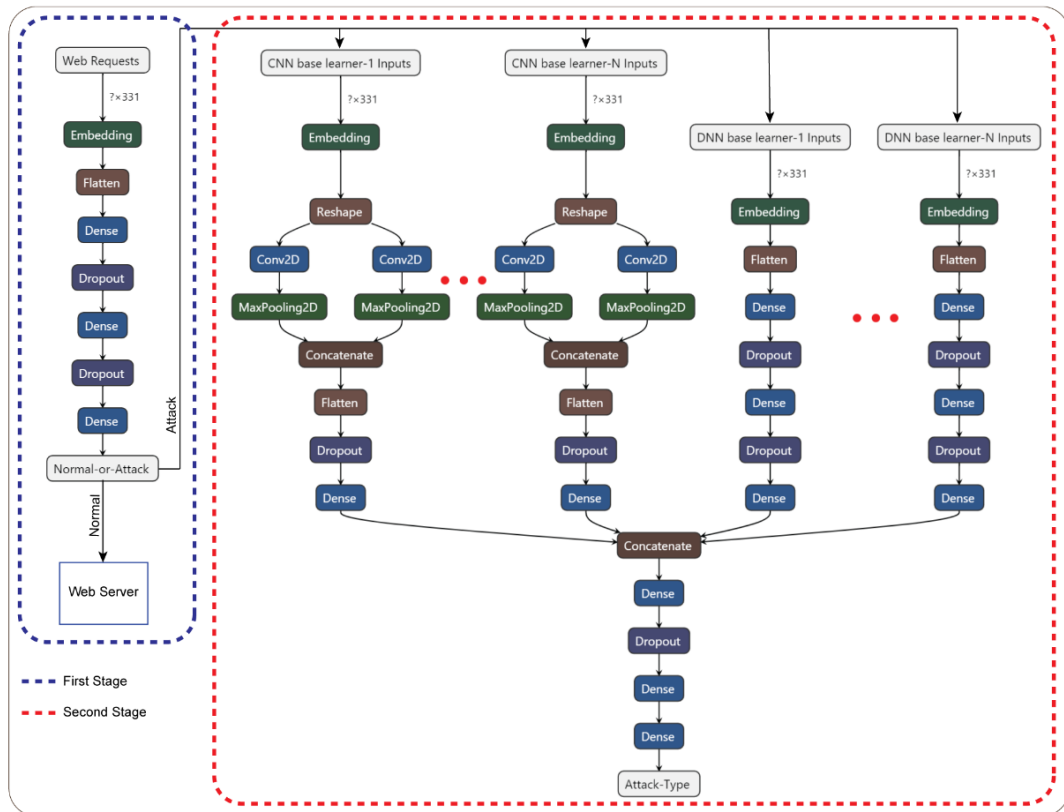 Web Requests
?×331
Embedding
Flatten
Dense
Dropout
Dense
Dropout
Dense
Normal-or-Attack
Attack
Normal
Web Server
First Stage
Second Stage
CNN base learner-1 Inputs
?×331
Embedding
Reshape
Conv2D
Conv2D
MaxPooling2D
MaxPooling2D
Concatenate
Flatten
Dropout
Dense
CNN base learner-N Inputs
?×331
Embedding
Reshape
Conv2D
Conv2D
MaxPooling2D
MaxPooling2D
Concatenate
Flatten
Dropout
Dense
DNN base learner-1 Inputs
?×331
Embedding
Flatten
Dense
Dropout
Dense
Dropout
Dense
DNN base learner-N Inputs
?×331
Embedding
Flatten
Dense
Dropout
Dense
Dropout
Dense
Concatenate
Dense
Dropout
Dense
Dense
Attack-Type